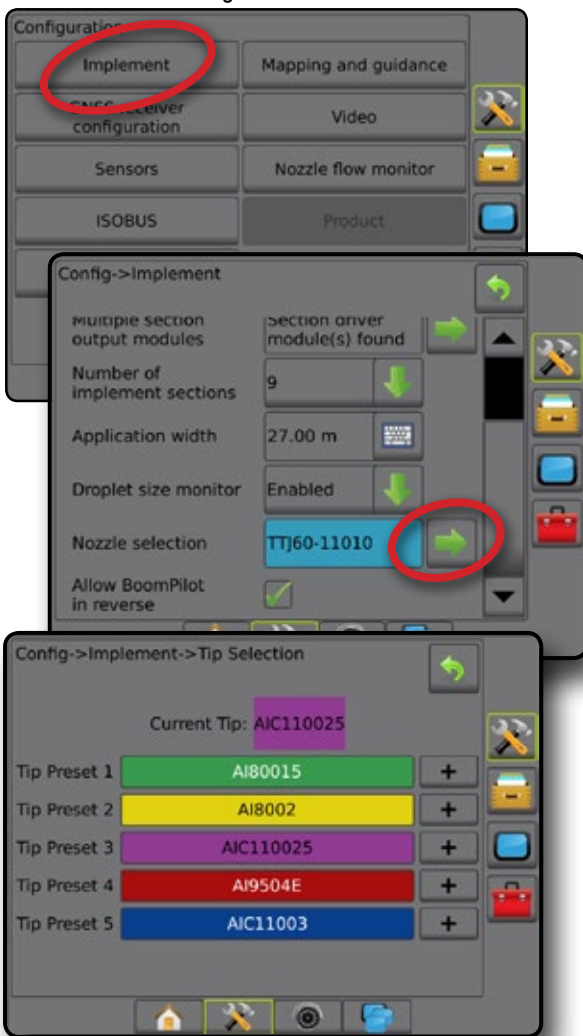 Configuration
Implement
Mapping and guidance
GNSS receiver
configuration
Video
Sensors
Nozzle flow monitor
ISOBUS
Product
Config->Implement
Multiple section
output modules
Section driver
module(s) found
Number of
implement sections
9
Application width
27.00 m
Droplet size monitor
Enabled
Nozzle selection
TTJ60-11010
Allow BoomPilot
in reverse
Config->Implement->Tip Selection
Current Tip: AIC110025
Tip Preset 1 AI80015 +
Tip Preset 2 AI8002 +
Tip Preset 3 AIC110025 +
Tip Preset 4 AI9504E +
Tip Preset 5 AIC11003 +